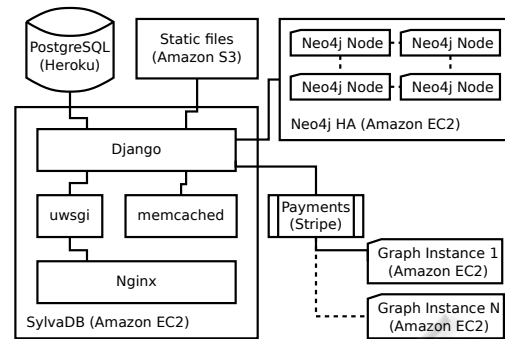 PostgreSQL
(Heroku)
Static files
(Amazon S3)
Neo4j Node
Neo4j Node
Neo4j Node
Neo4j Node
Neo4j HA (Amazon EC2)
Django
uwsgi
memcached
Payments
(Stripe)
Nginx
Graph Instance 1
(Amazon EC2)
Graph Instance N
(Amazon EC2)
SylvaDB (Amazon EC2)